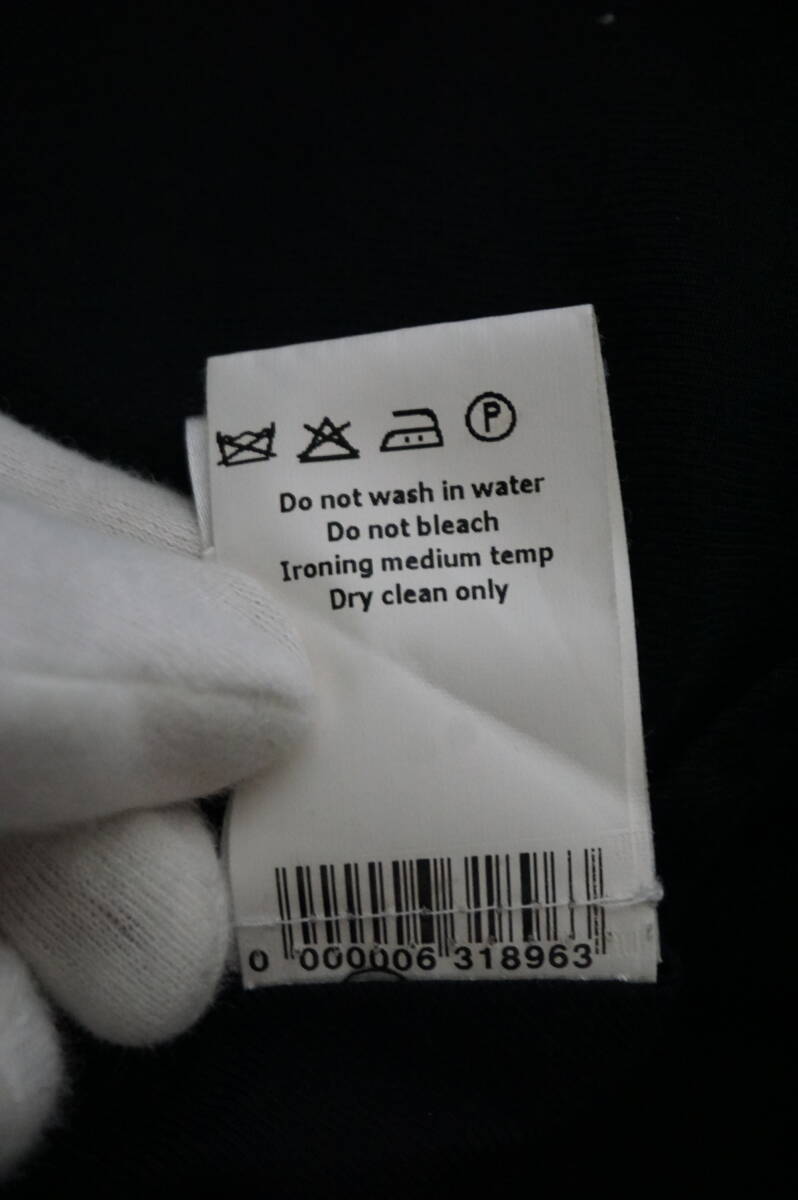 P
Do not wash in water
Do not bleach
Ironing medium temp
Dry clean only
0 000006 318963